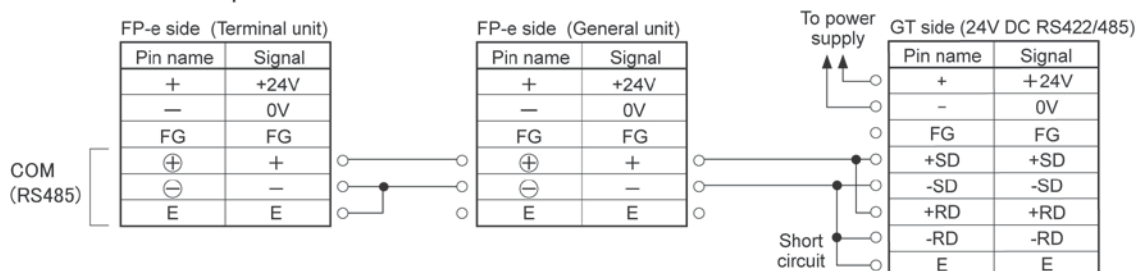 To power
supply
FP-e side (Terminal unit)
Pin name Signal
+ +24V
− 0V
FG FG
⊕ +
⊖ −
E E
COM
(RS485)
FP-e side (General unit)
Pin name Signal
+ +24V
− 0V
FG FG
⊕ +
⊖ −
E E
GT side (24V DC RS422/485)
Pin name Signal
+ +24V
− 0V
FG FG
+SD +SD
-SD -SD
+RD +RD
-RD -RD
E E
Short
circuit